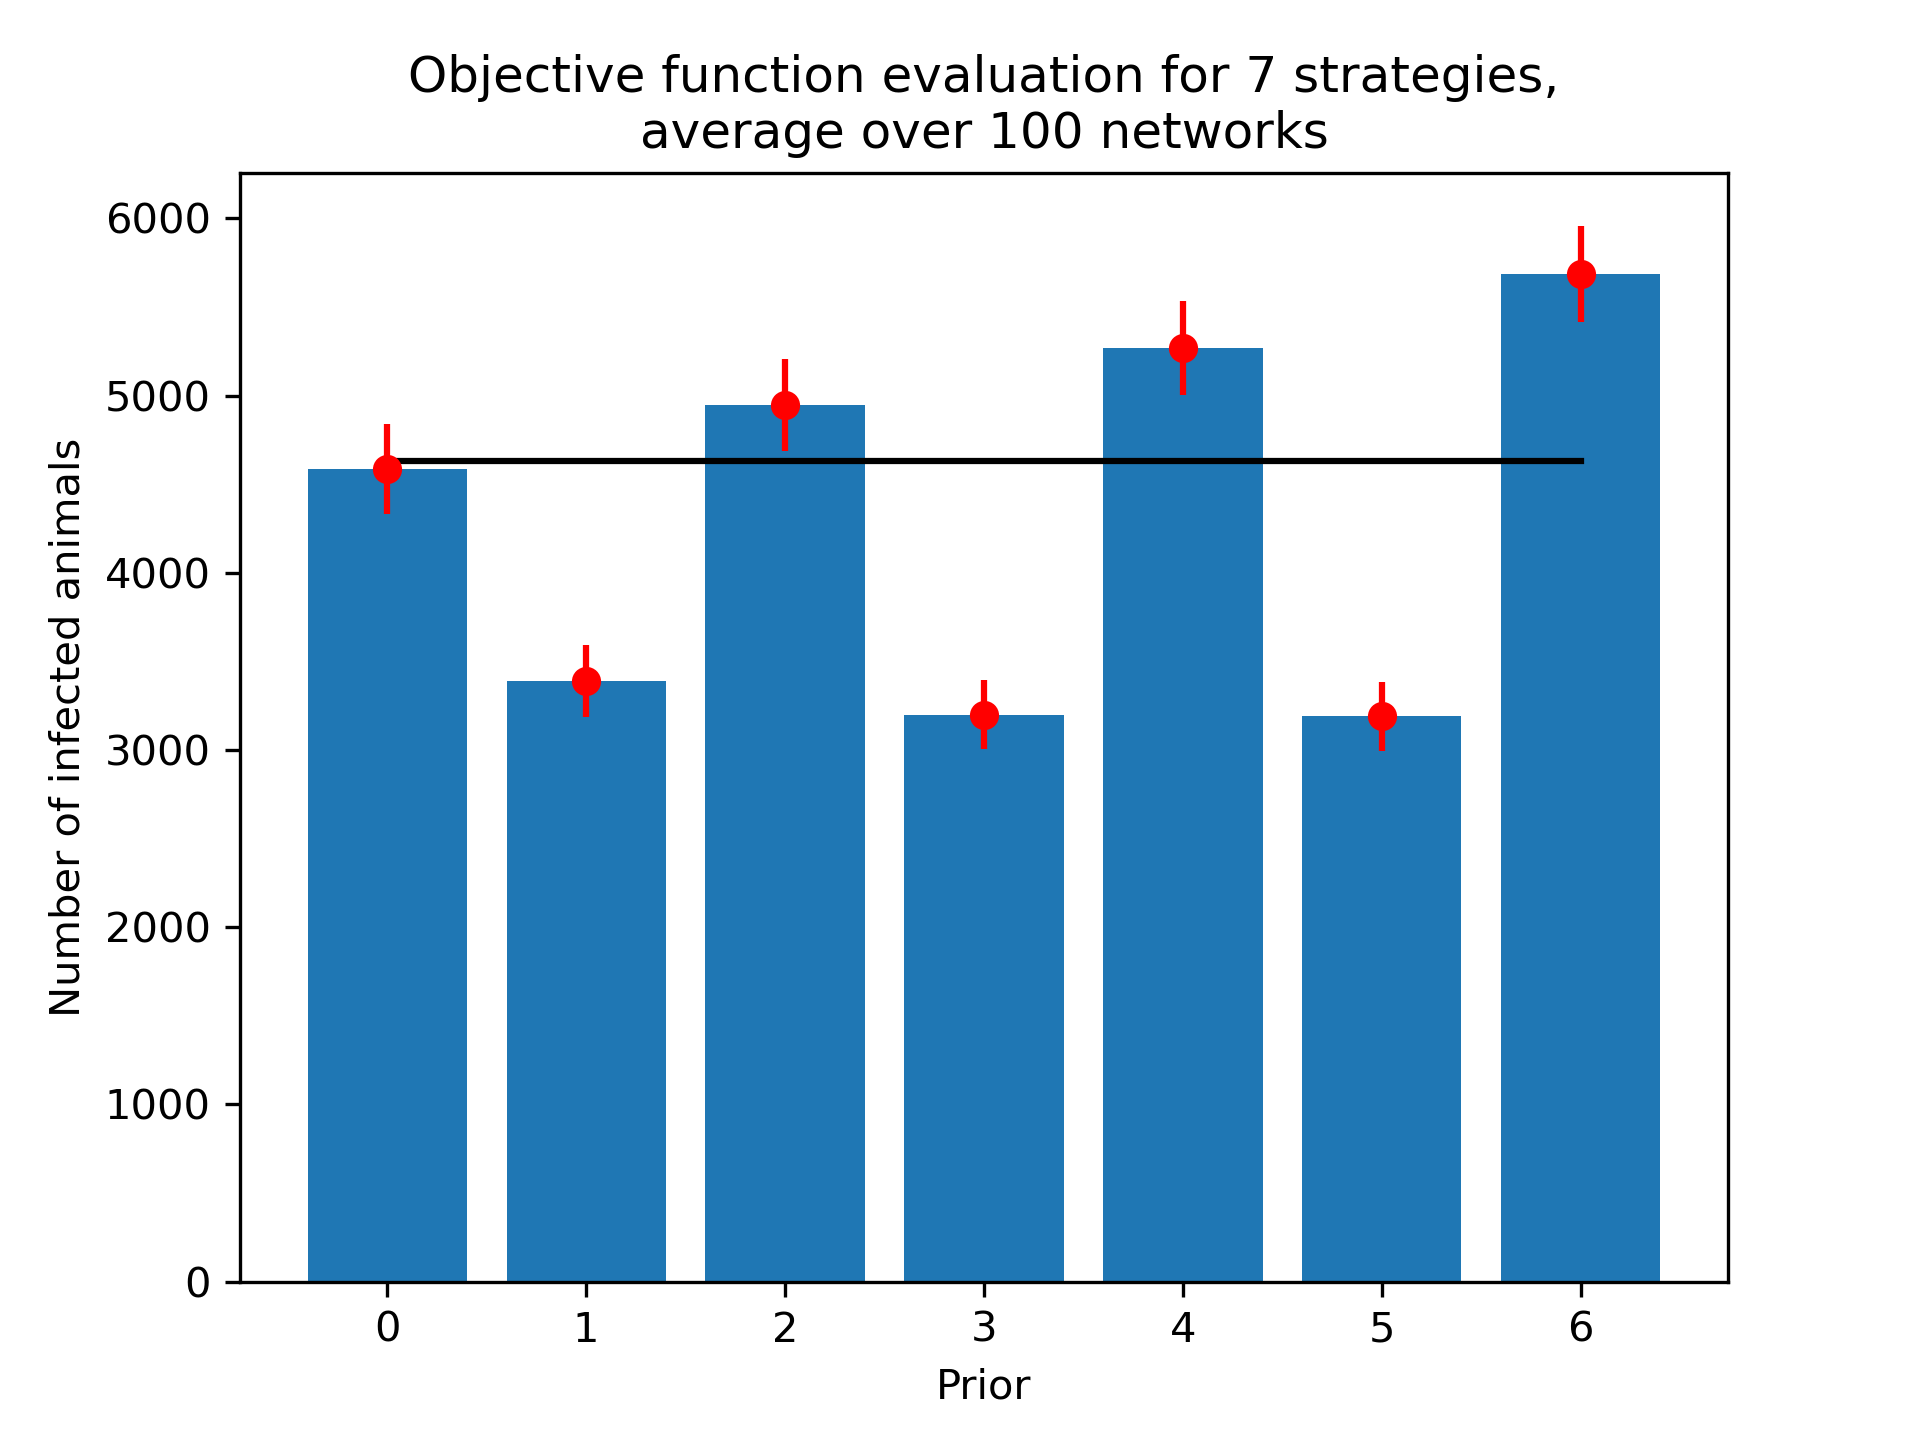 Objective function evaluation for 7 strategies,
average over 100 networks
Number of infected animals
6000
5000
4000
3000
2000
1000
0
0 1 2 3 4 5 6
Prior